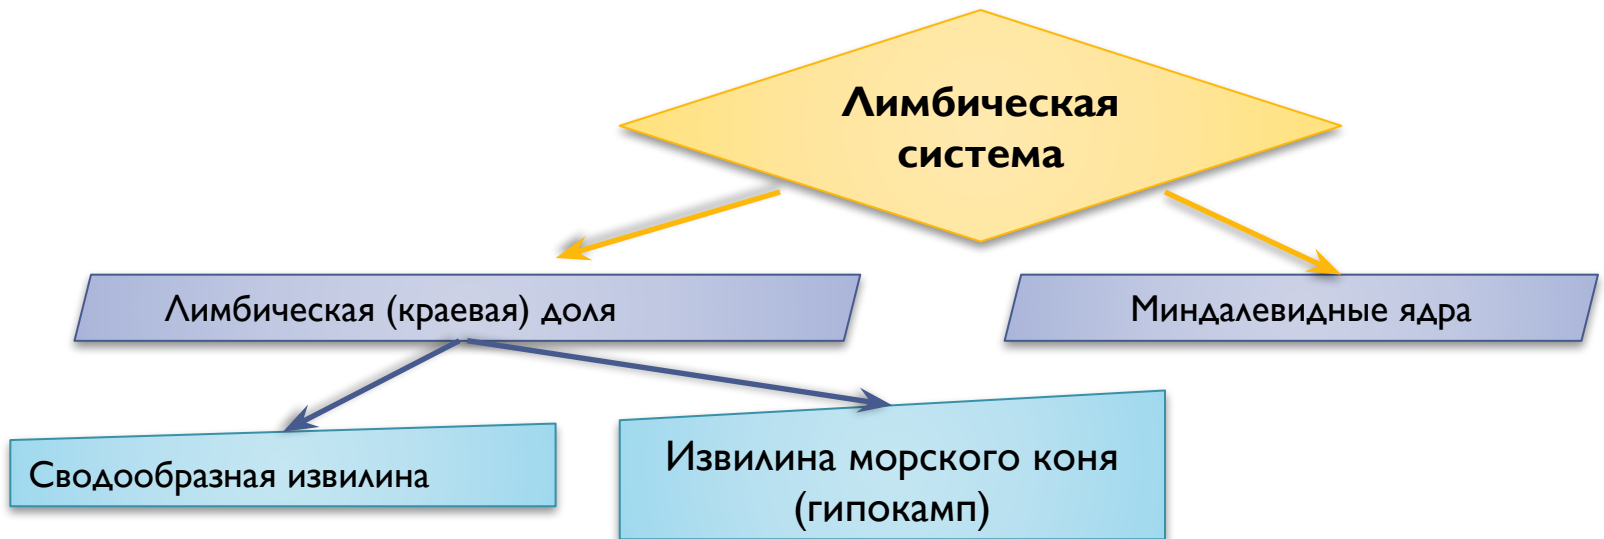 Лимбическая
система
Лимбическая (краевая) доля
Миндалевидные ядра
Сводообразная извилина
Извилина морского коня
(гипокамп)